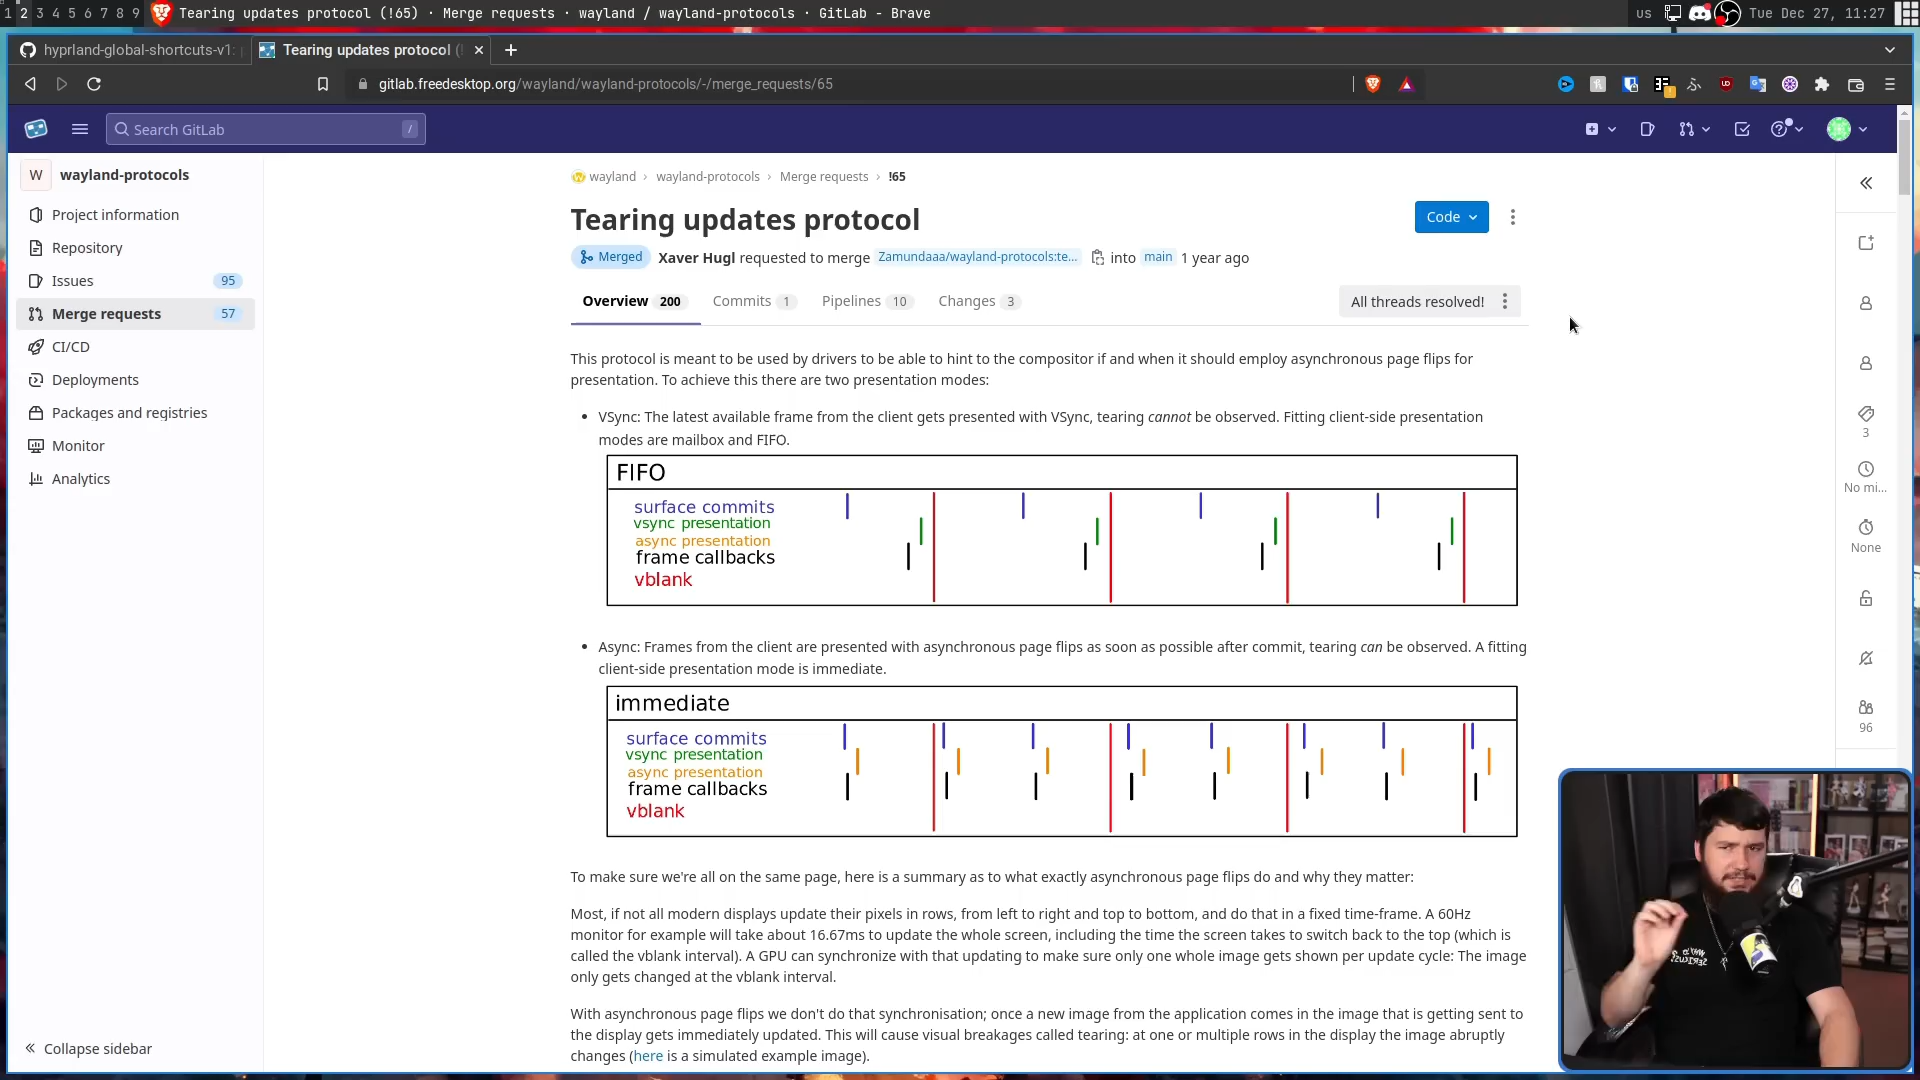 1 2 3 4 5 6 7 8 9 Tearing updates protocol (!65) · Merge requests · wayland / wayland-protocols · GitLab - Brave
us Tue Dec 27, 11:27
hyprland-global-shortcuts-v1:
Tearing updates protocol (
gitlab.freedesktop.org/wayland/wayland-protocols/-/merge_requests/65
Search GitLab /
W wayland-protocols
Project information
Repository
Issues 95
Merge requests 57
CI/CD
Deployments
Packages and registries
Monitor
Analytics
Collapse sidebar
wayland › wayland-protocols › Merge requests › !65
Tearing updates protocol
Code
Merged Xaver Hugl requested to merge Zamundaaa/wayland-protocols:te... into main 1 year ago
Overview 200 Commits 1 Pipelines 10 Changes 3
All threads resolved!
This protocol is meant to be used by drivers to be able to hint to the compositor if and when it should employ asynchronous page flips for
presentation. To achieve this there are two presentation modes:
• VSync: The latest available frame from the client gets presented with VSync, tearing cannot be observed. Fitting client-side presentation
modes are mailbox and FIFO.
FIFO
surface commits
vsync presentation
async presentation
frame callbacks
vblank
• Async: Frames from the client are presented with asynchronous page flips as soon as possible after commit, tearing can be observed. A fitting
client-side presentation mode is immediate.
immediate
surface commits
vsync presentation
async presentation
frame callbacks
vblank
To make sure we're all on the same page, here is a summary as to what exactly asynchronous page flips do and why they matter:
Most, if not all modern displays update their pixels in rows, from left to right and top to bottom, and do that in a fixed time-frame. A 60Hz
monitor for example will take about 16.67ms to update the whole screen, including the time the screen takes to switch back to the top (which is
called the vblank interval). A GPU can synchronize with that updating to make sure only one whole image gets shown per update cycle: The image
only gets changed at the vblank interval.
With asynchronous page flips we don't do that synchronisation; once a new image from the application comes in the image that is getting sent to
the display gets immediately updated. This will cause visual breakages called tearing: at one or multiple rows in the display the image abruptly
changes (here is a simulated example image).
3
No mi...
None
96